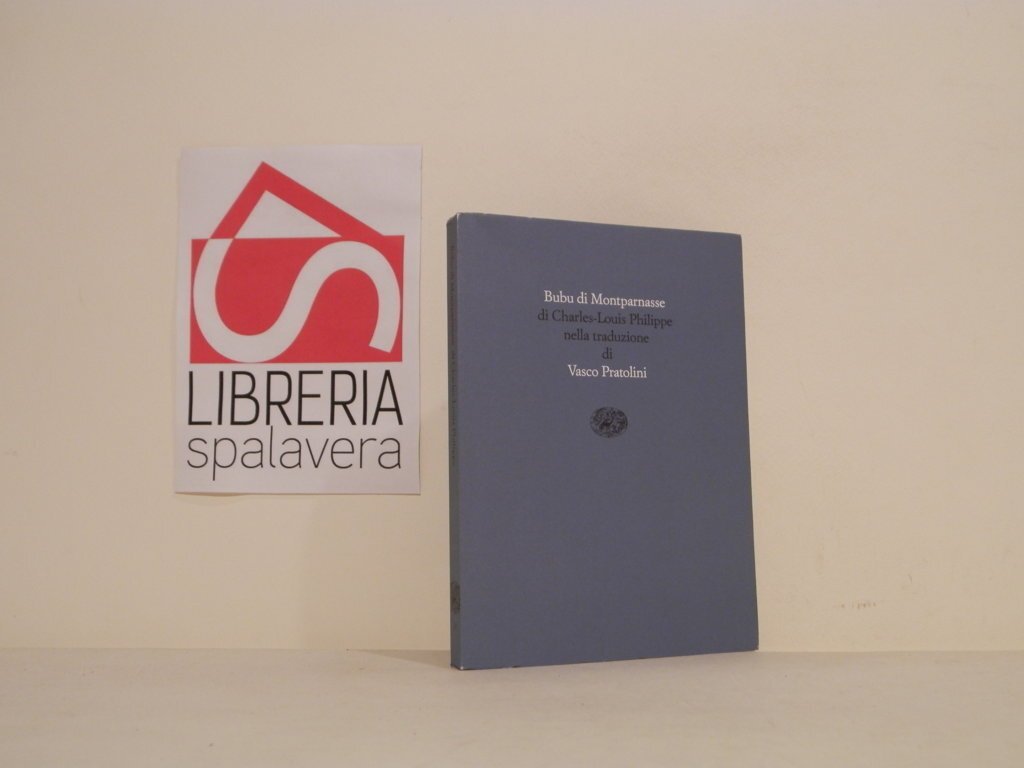 LIBRERIA
spalavera
Bubu di Montparnasse
di Charles-Louis Philippe
nella traduzione
di
Vasco Pratolini